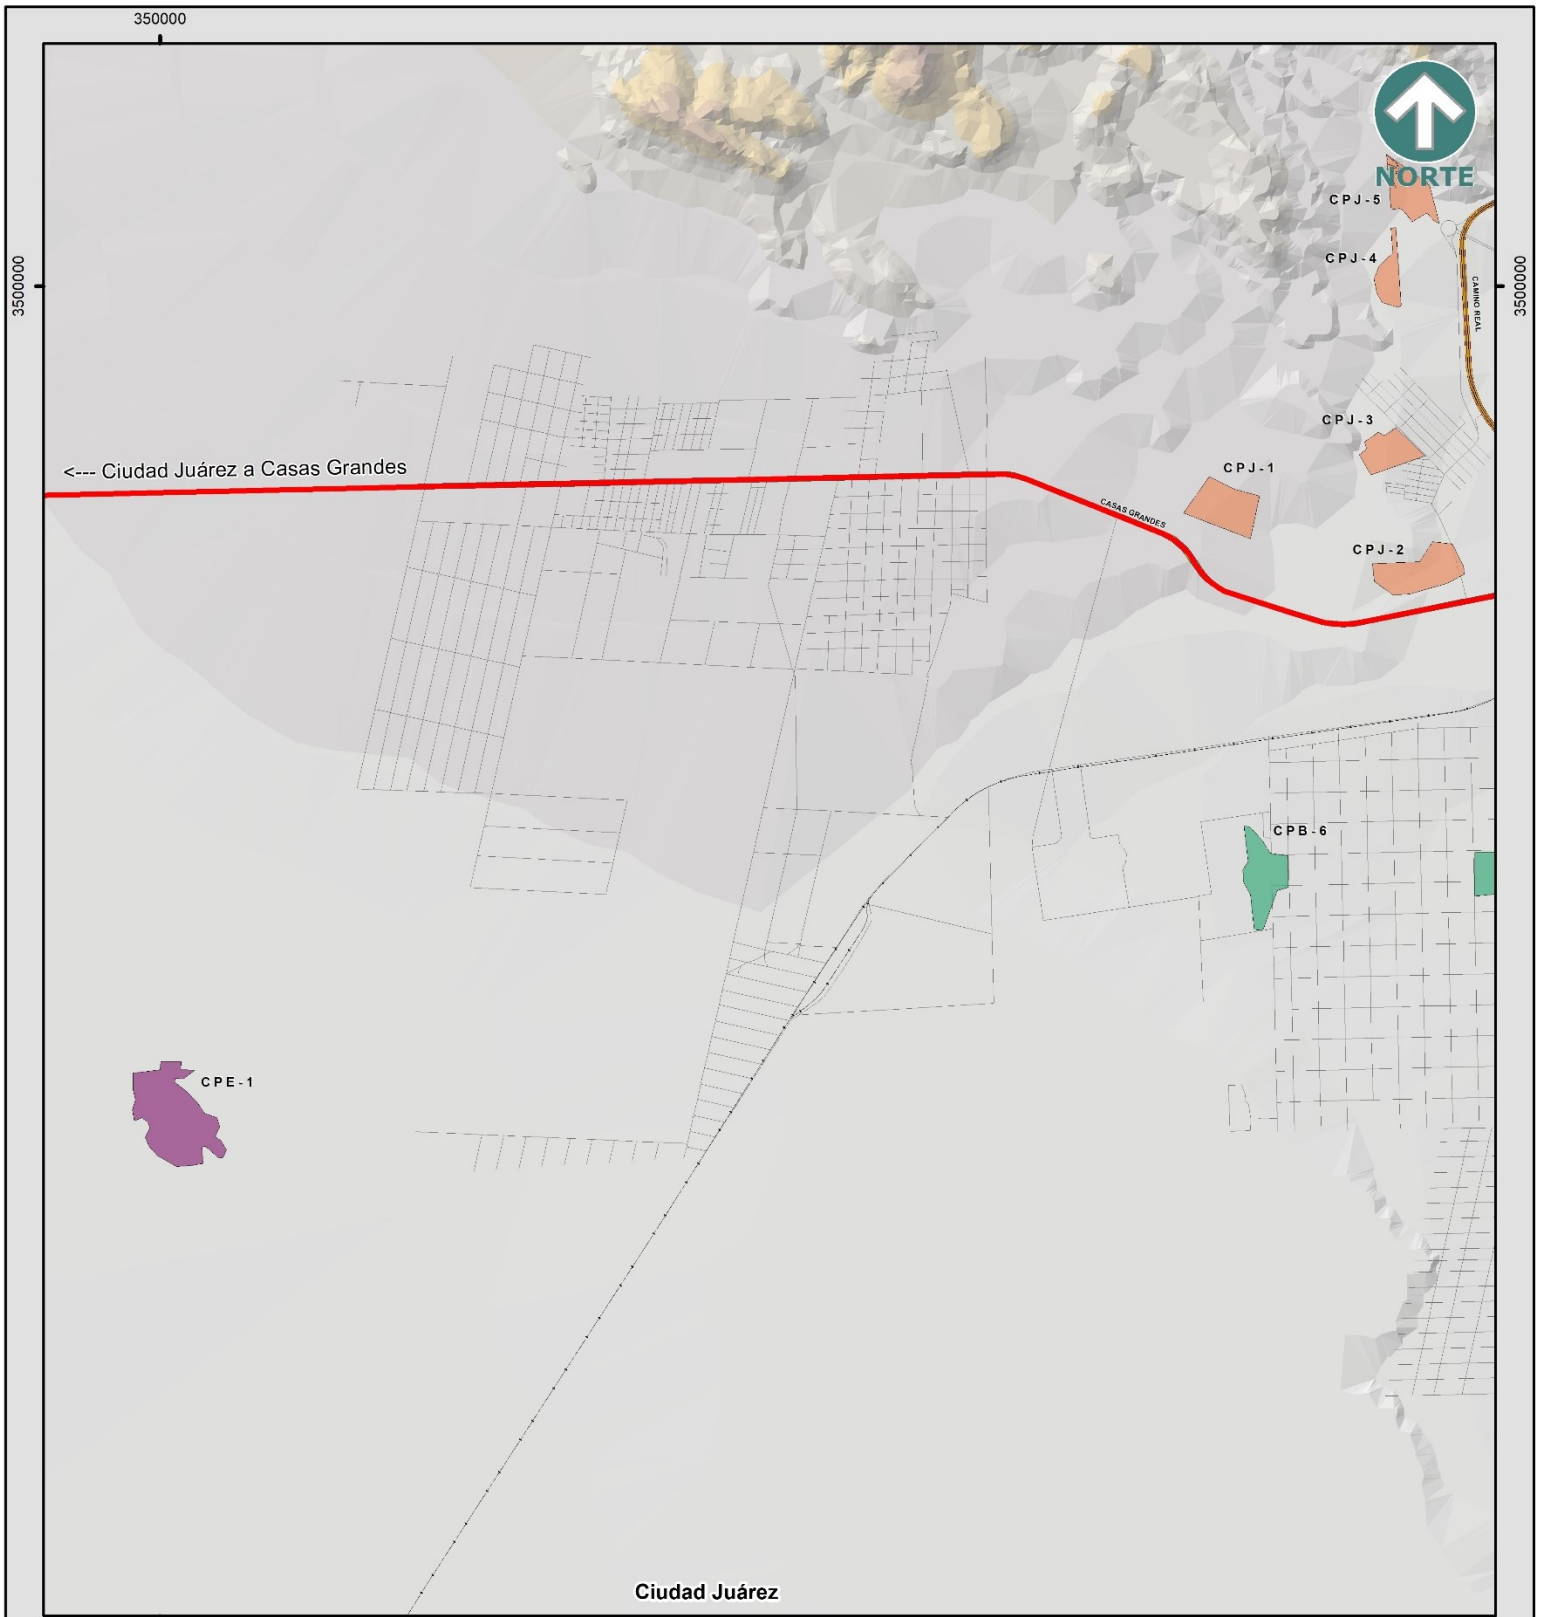 350000
NORTE
CPJ-5
CPJ-4
3500000
3500000
CAMINO REAL
CPJ-3
<--- Ciudad Juárez a Casas Grandes
CPJ-1
CASAS GRANDES
CPJ-2
CPB-6
CPE-1
Ciudad Juárez